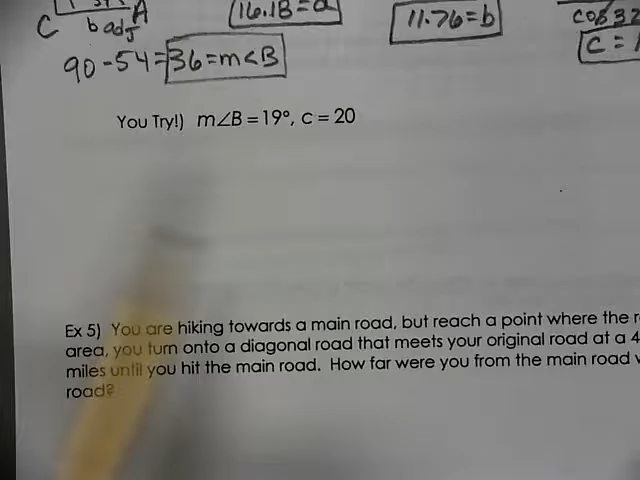 C b adj A
16.18 = a
11.76 = b
cos 32
C =
90 - 54 = 36 = m<B
You Try!) m∠B = 19°, c = 20
Ex 5) You are hiking towards a main road, but reach a point where the
area, you turn onto a diagonal road that meets your original road at a 4
miles until you hit the main road. How far were you from the main road
road?